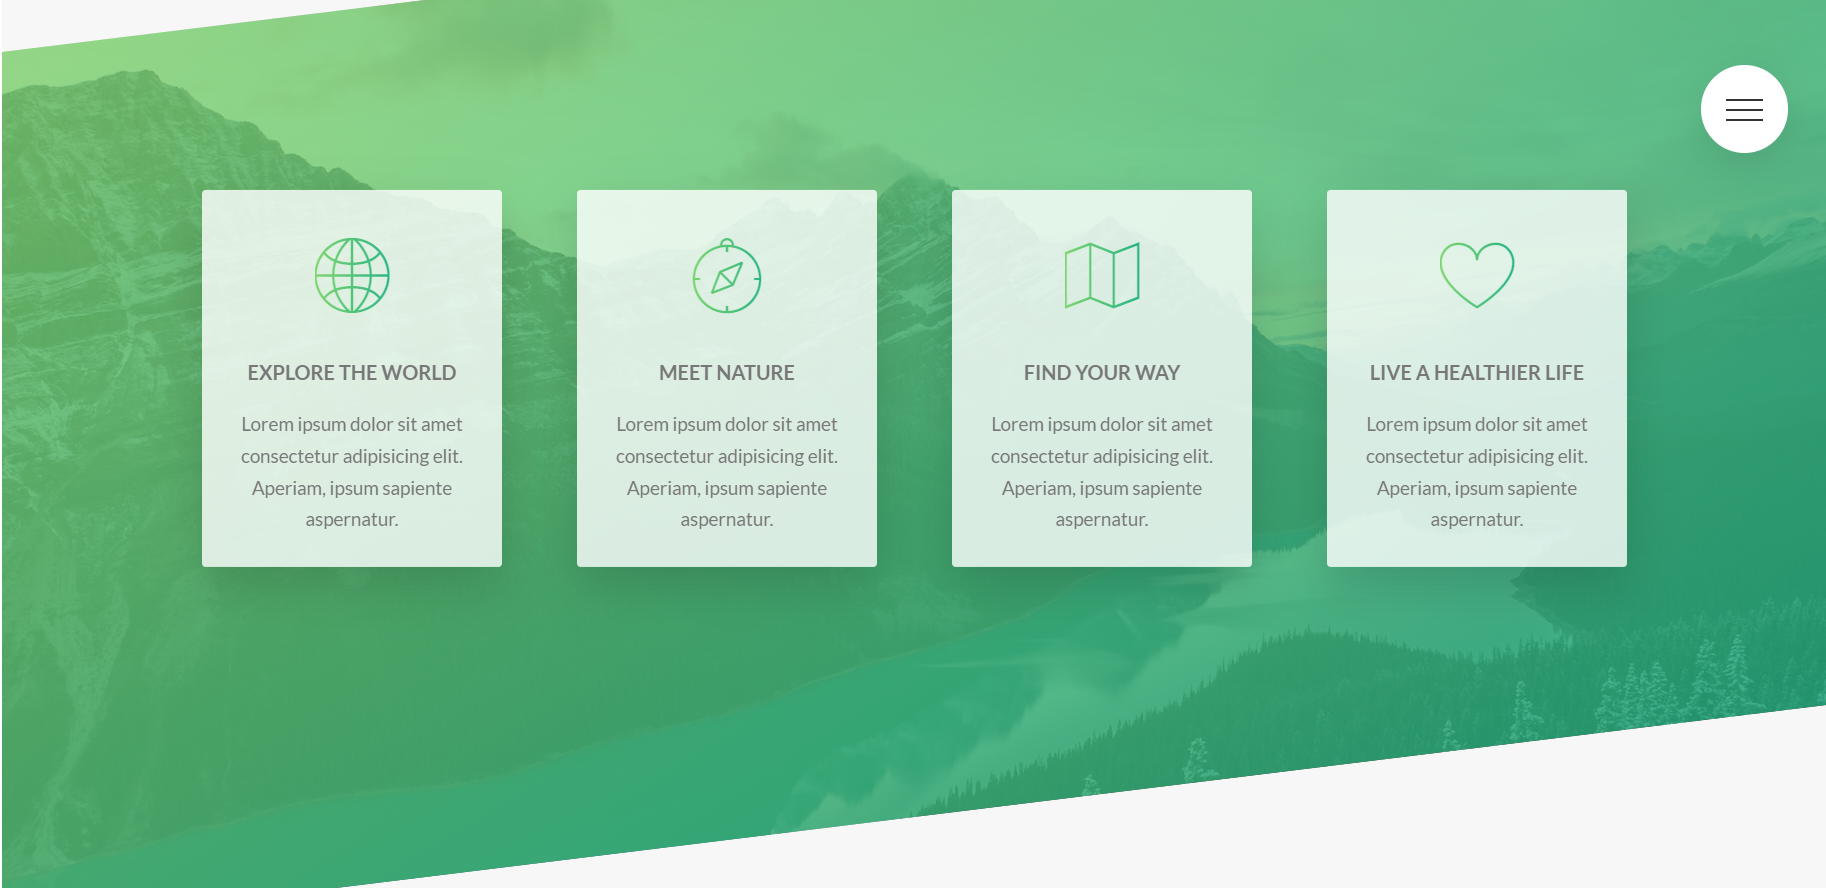 EXPLORE THE WORLD
Lorem ipsum dolor sit amet
consectetur adipisicing elit.
Aperiam, ipsum sapiente
aspernatur.
MEET NATURE
Lorem ipsum dolor sit amet
consectetur adipisicing elit.
Aperiam, ipsum sapiente
aspernatur.
FIND YOUR WAY
Lorem ipsum dolor sit amet
consectetur adipisicing elit.
Aperiam, ipsum sapiente
aspernatur.
LIVE A HEALTHIER LIFE
Lorem ipsum dolor sit amet
consectetur adipisicing elit.
Aperiam, ipsum sapiente
aspernatur.